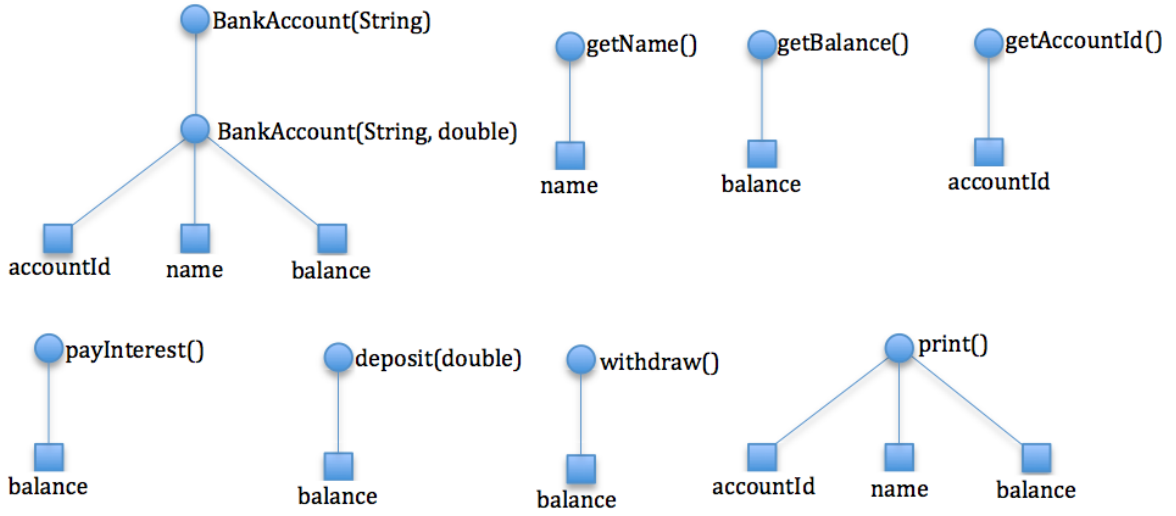 BankAccount(String)
getName()
getBalance()
getAccountId()
BankAccount(String, double)
name
balance
accountId
accountId
name
balance
payInterest()
deposit(double)
withdraw()
print()
balance
balance
balance
accountId
name
balance